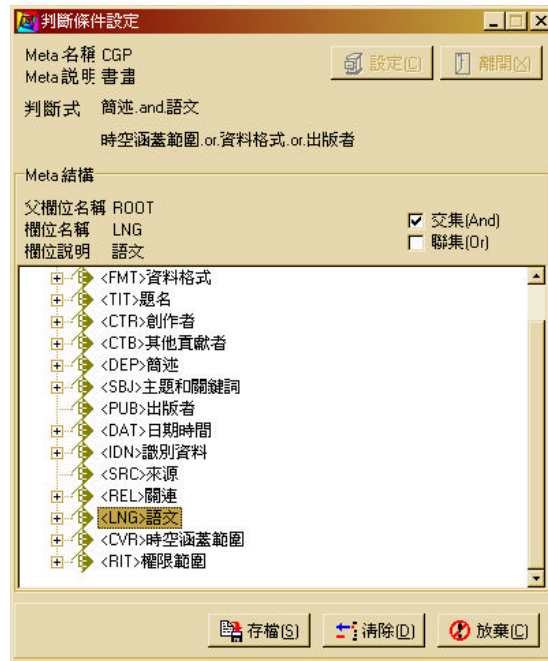 判斷條件設定
Meta 名稱 CGP
Meta 說明 書畫
設定(C) 離開(X)
判斷式 簡述.and.語文
時空涵蓋範圍.or.資料格式.or.出版者
Meta 結構
父欄位名稱 ROOT
欄位名稱 LNG
欄位說明 語文
交集(And)
聯集(Or)
<FMT>資料格式
<TIT>題名
<CTR>創作者
<CTB>其他貢獻者
<DEP>簡述
<SBJ>主題和關鍵詞
<PUB>出版者
<DAT>日期時間
<IDN>識別資料
<SRC>來源
<REL>關連
<LNG>語文
<CVR>時空涵蓋範圍
<RIT>權限範圍
存檔(S) 清除(D) 放棄(C)